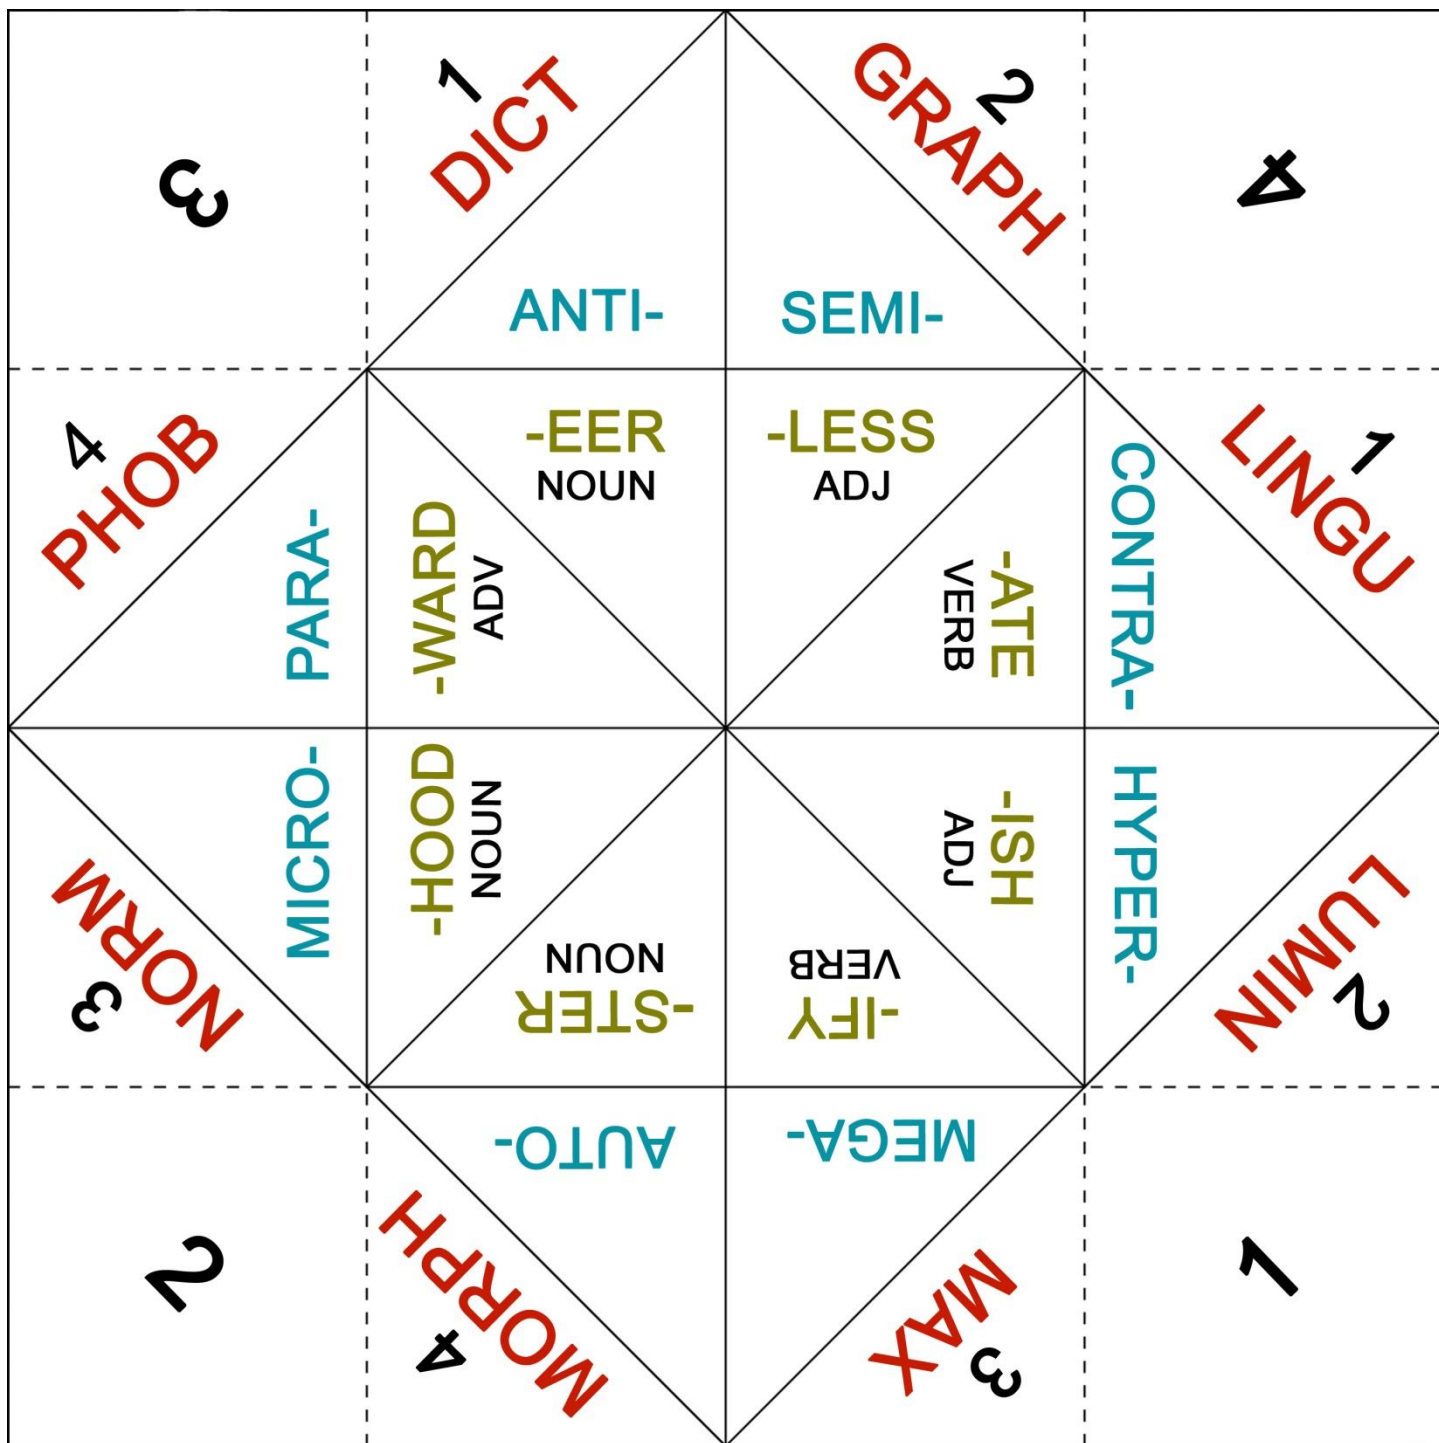 1
DICT
2
GRAPH
3
4
ANTI-
SEMI-
4
PHOB
-EER
NOUN
-LESS
ADJ
1
LINGU
PARA-
-WARD
ADV
-ATE
VERB
CONTRA-
MICRO-
-HOOD
NOUN
-ISH
ADJ
HYPER-
NORM
3
LUMIN
2
-STER
NOUN
-IFY
VERB
AUTO-
MEGA-
2
MORPH
4
MAX
3
1